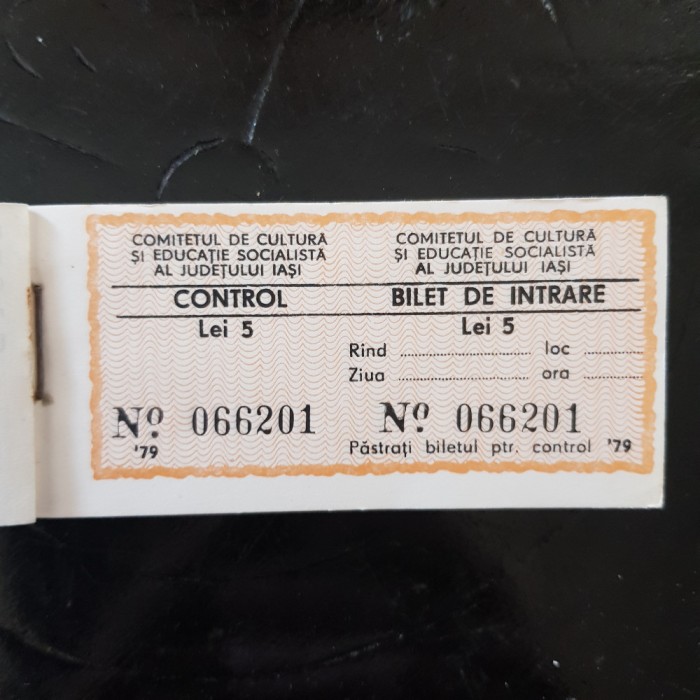 COMITETUL DE CULTURĂ
ȘI EDUCAȚIE SOCIALISTĂ
AL JUDEȚULUI IAȘI
CONTROL
Lei 5
Nº 066201
'79
COMITETUL DE CULTURĂ
ȘI EDUCAȚIE SOCIALISTĂ
AL JUDEȚULUI IAȘI
BILET DE INTRARE
Lei 5
Rînd ........ loc ........
Ziua ........ ora ........
Nº 066201
Păstrați biletul ptr. control '79